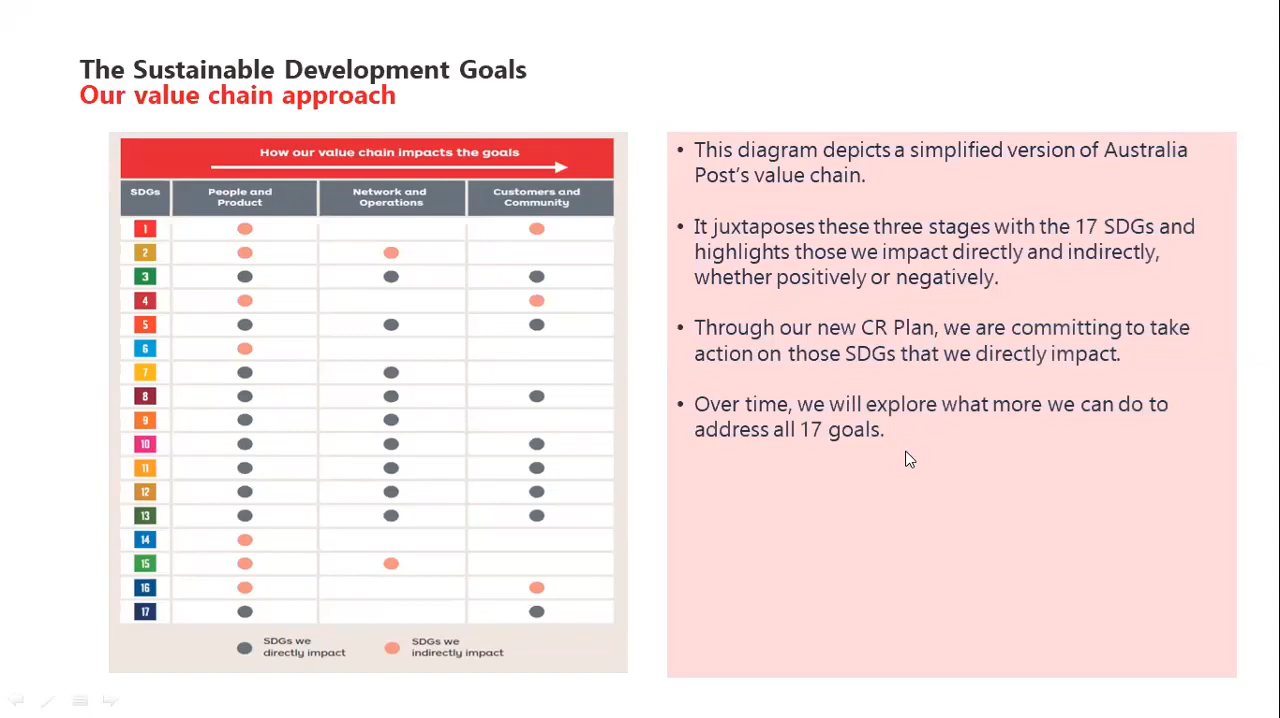 The Sustainable Development Goals
Our value chain approach
How our value chain impacts the goals
SDGs
People and
Product
Network and
Operations
Customers and
Community
1
2
3
4
5
6
7
8
9
10
11
12
13
14
15
16
17
SDGs we
directly impact
SDGs we
indirectly impact
• This diagram depicts a simplified version of Australia
Post's value chain.
• It juxtaposes these three stages with the 17 SDGs and
highlights those we impact directly and indirectly,
whether positively or negatively.
• Through our new CR Plan, we are committing to take
action on those SDGs that we directly impact.
• Over time, we will explore what more we can do to
address all 17 goals.